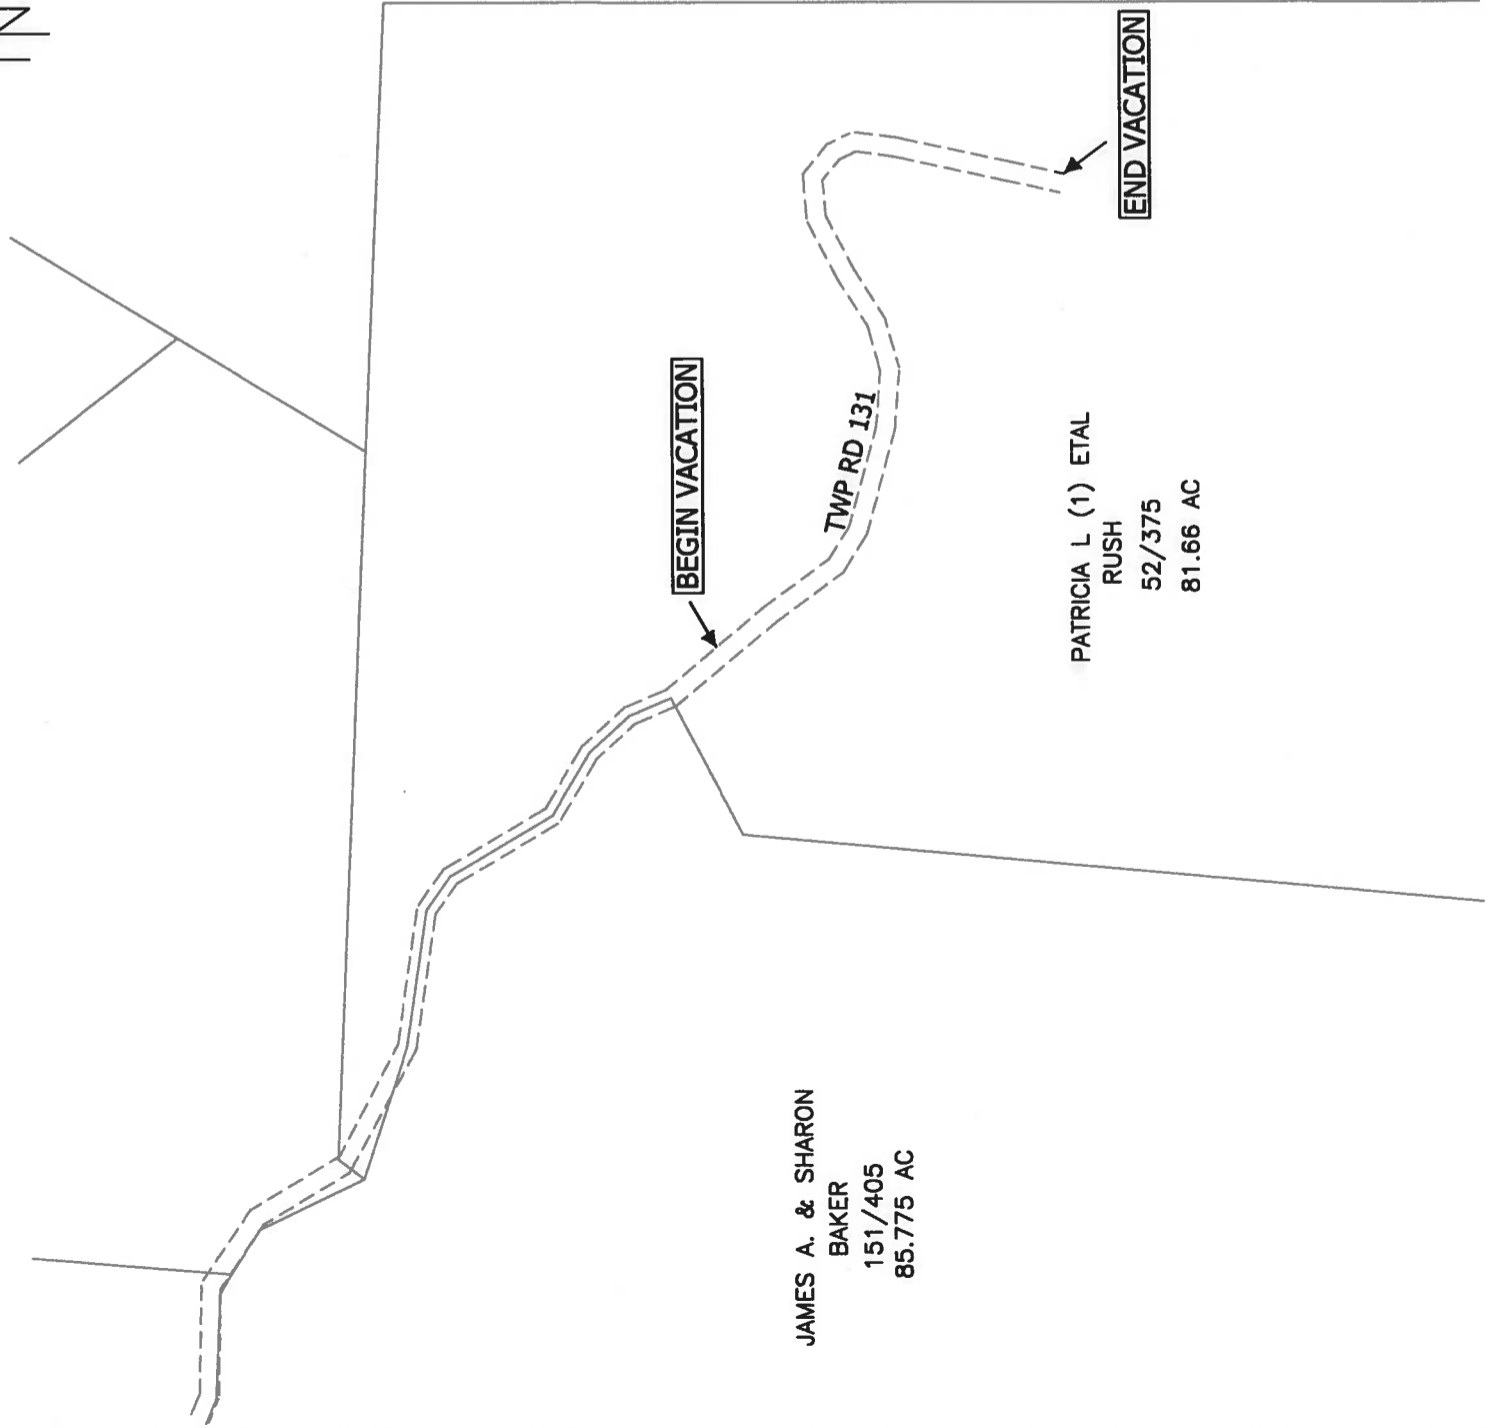 N
BEGIN VACATION
END VACATION
TWP RD 131
PATRICIA L (1) ETAL
RUSH
52/375
81.66 AC
JAMES A. & SHARON
BAKER
151/405
85.775 AC